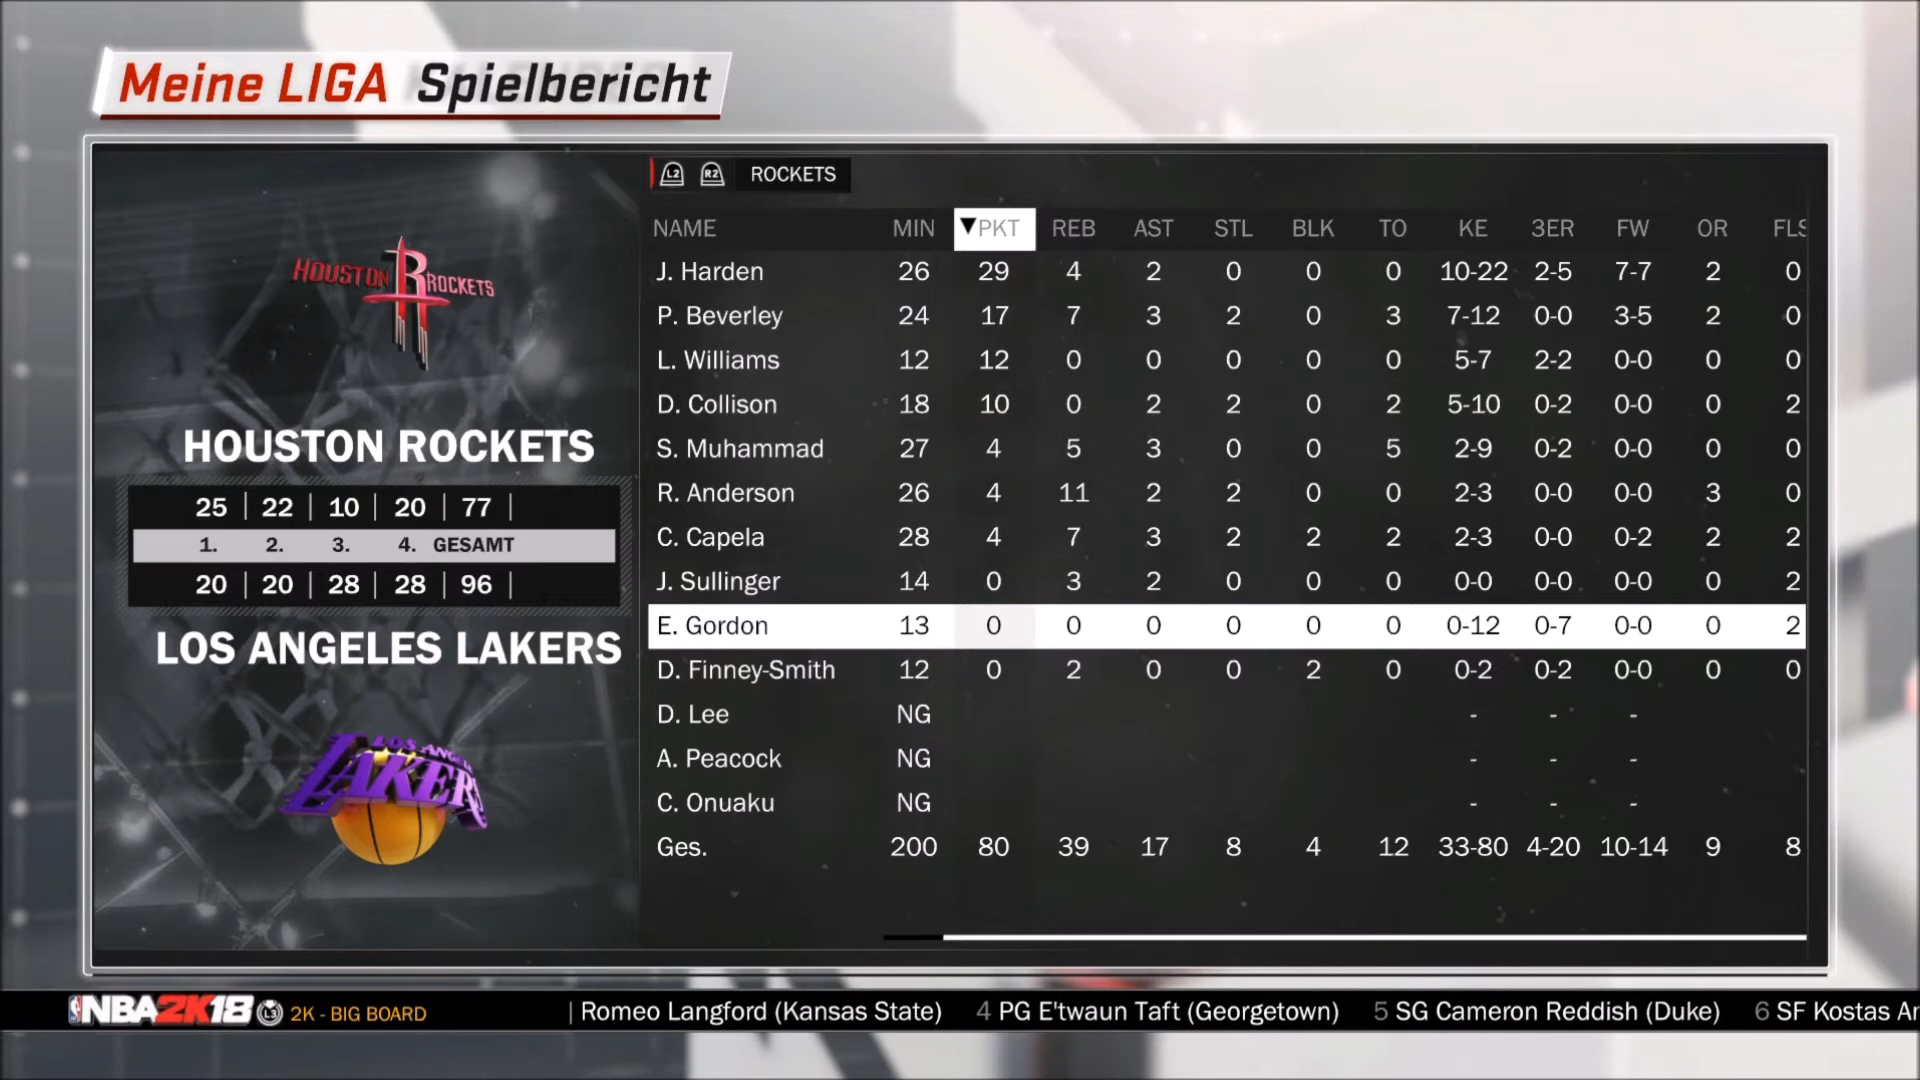 Meine LIGA Spielbericht
L2 R2 ROCKETS
HOUSTON ROCKETS
HOUSTON ROCKETS
25 | 22 | 10 | 20 | 77 |
1. 2. 3. 4. GESAMT
20 | 20 | 28 | 28 | 96 |
LOS ANGELES LAKERS
LAKERS
NAME MIN ▼PKT REB AST STL BLK TO KE 3ER FW OR FLS
J. Harden 26 29 4 2 0 0 0 10-22 2-5 7-7 2 0
P. Beverley 24 17 7 3 2 0 3 7-12 0-0 3-5 2 0
L. Williams 12 12 0 0 0 0 0 5-7 2-2 0-0 0 0
D. Collison 18 10 0 2 2 0 2 5-10 0-2 0-0 0 2
S. Muhammad 27 4 5 3 0 0 5 2-9 0-2 0-0 0 0
R. Anderson 26 4 11 2 2 0 0 2-3 0-0 0-0 3 0
C. Capela 28 4 7 3 2 2 2 2-3 0-0 0-2 2 2
J. Sullinger 14 0 3 2 0 0 0 0-0 0-0 0-0 0 2
E. Gordon 13 0 0 0 0 0 0 0-12 0-7 0-0 0 2
D. Finney-Smith 12 0 2 0 0 2 0 0-2 0-2 0-0 0 0
D. Lee NG - - -
A. Peacock NG - - -
C. Onuaku NG - - -
Ges. 200 80 39 17 8 4 12 33-80 4-20 10-14 9 8
NBA2K18 L3 2K - BIG BOARD | Romeo Langford (Kansas State) 4 PG E'twaun Taft (Georgetown) 5 SG Cameron Reddish (Duke) 6 SF Kostas